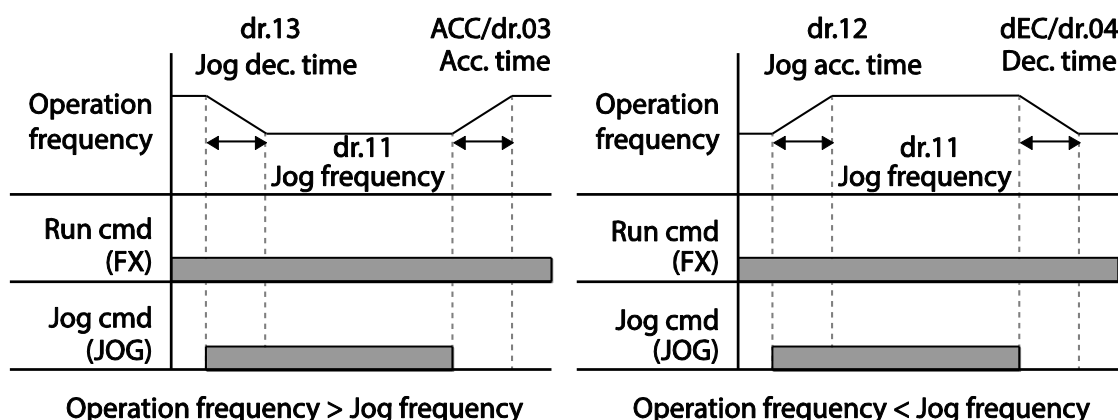 dr.13
Jog dec. time
ACC/dr.03
Acc. time
Operation
frequency
dr.11
Jog frequency
Run cmd
(FX)
Jog cmd
(JOG)
Operation frequency > Jog frequency
dr.12
Jog acc. time
dEC/dr.04
Dec. time
Operation
frequency
dr.11
Jog frequency
Run cmd
(FX)
Jog cmd
(JOG)
Operation frequency < Jog frequency